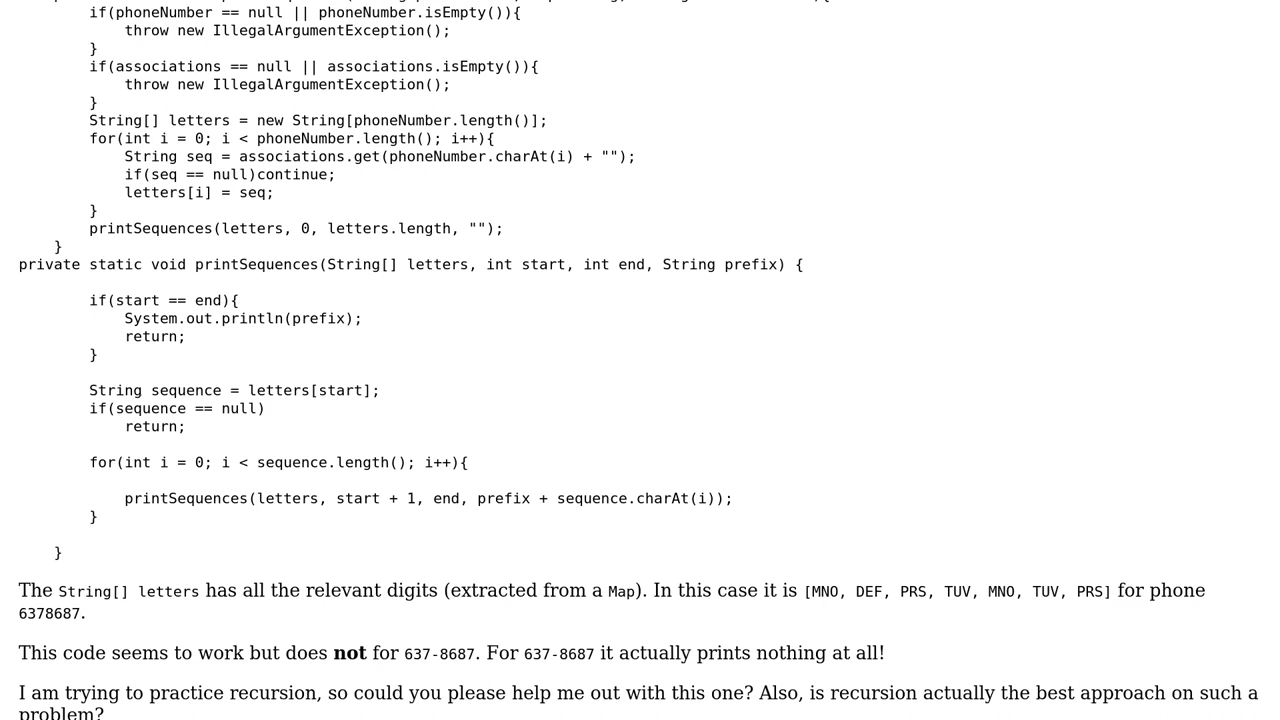 if(phoneNumber == null || phoneNumber.isEmpty()){
throw new IllegalArgumentException();
}
if(associations == null || associations.isEmpty()){
throw new IllegalArgumentException();
}
String[] letters = new String[phoneNumber.length()];
for(int i = 0; i < phoneNumber.length(); i++){
String seq = associations.get(phoneNumber.charAt(i) + "");
if(seq == null)continue;
letters[i] = seq;
}
printSequences(letters, 0, letters.length, "");
}
private static void printSequences(String[] letters, int start, int end, String prefix) {
if(start == end){
System.out.println(prefix);
return;
}
String sequence = letters[start];
if(sequence == null)
return;
for(int i = 0; i < sequence.length(); i++){
printSequences(letters, start + 1, end, prefix + sequence.charAt(i));
}
}
The String[] letters has all the relevant digits (extracted from a Map). In this case it is [MNO, DEF, PRS, TUV, MNO, TUV, PRS] for phone
6378687.
This code seems to work but does not for 637-8687. For 637-8687 it actually prints nothing at all!
I am trying to practice recursion, so could you please help me out with this one? Also, is recursion actually the best approach on such a
problem?